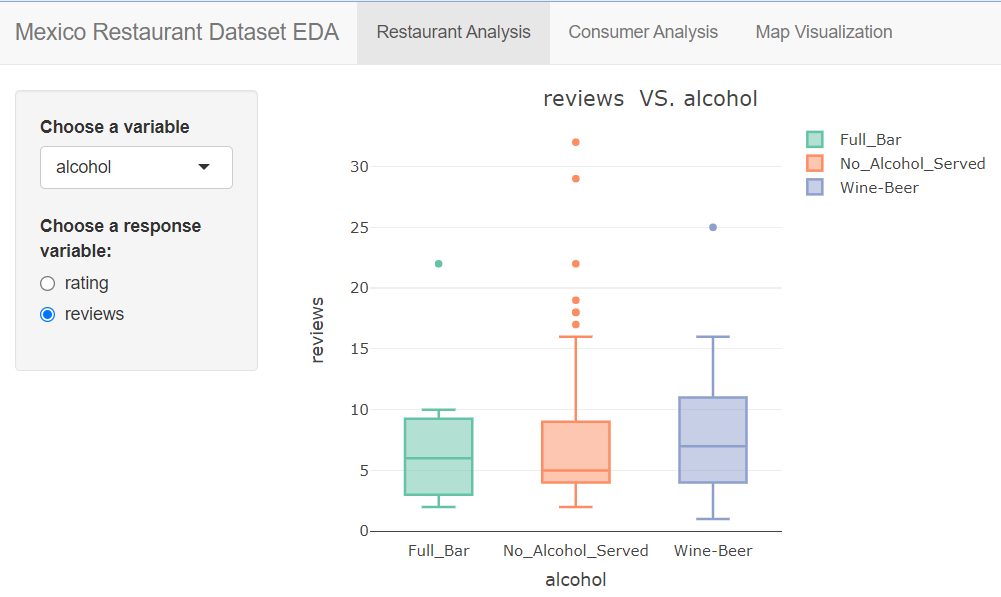 Mexico Restaurant Dataset EDA
Restaurant Analysis
Consumer Analysis
Map Visualization
Choose a variable
alcohol
Choose a response
variable:
rating
reviews
reviews  VS. alcohol
Full_Bar
No_Alcohol_Served
Wine-Beer
reviews
30
25
20
15
10
5
0
Full_Bar
No_Alcohol_Served
Wine-Beer
alcohol